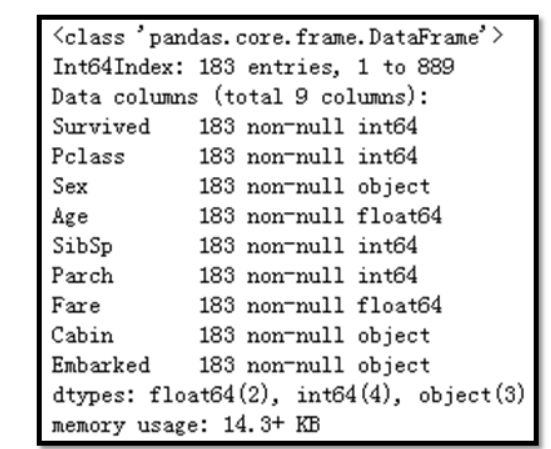 <class 'pandas.core.frame.DataFrame'>
Int64Index: 183 entries, 1 to 889
Data columns (total 9 columns):
Survived    183 non-null int64
Pclass      183 non-null int64
Sex         183 non-null object
Age         183 non-null float64
SibSp       183 non-null int64
Parch       183 non-null int64
Fare        183 non-null float64
Cabin       183 non-null object
Embarked    183 non-null object
dtypes: float64(2), int64(4), object(3)
memory usage: 14.3+ KB